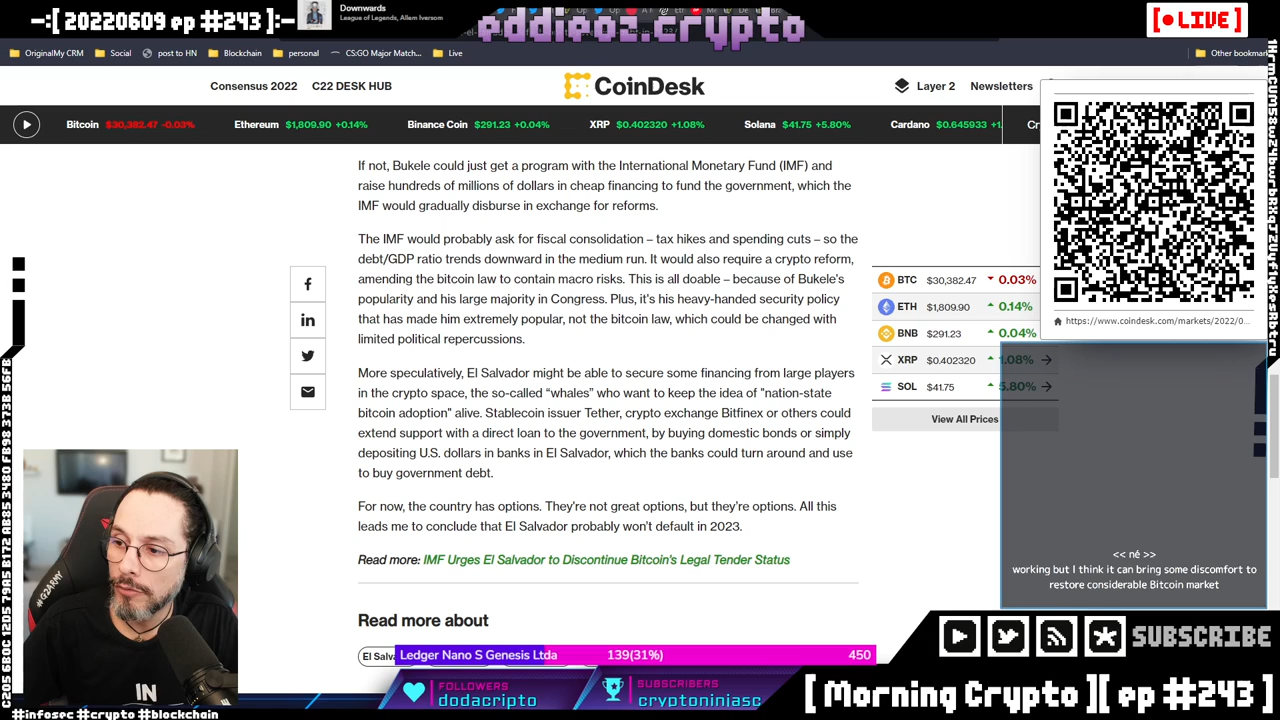 -:[ 20220609 ep #243 ]:-
Downwards
League of Legends, Allem Iversom
eddieoz.crypto
[ LIVE ]
OriginalMy CRM
Social
post to HN
Blockchain
personal
CS:GO Major Match...
Live
Other bookmar
Consensus 2022
C22 DESK HUB
CoinDesk
Layer 2
Newsletters
Bitcoin $30,382.47 -0.03%
Ethereum $1,809.90 +0.14%
Binance Coin $291.23 +0.04%
XRP $0.402320 +1.08%
Solana $41.75 +5.80%
Cardano $0.645933 +1.
Cr
If not, Bukele could just get a program with the International Monetary Fund (IMF) and
raise hundreds of millions of dollars in cheap financing to fund the government, which the
IMF would gradually disburse in exchange for reforms.
The IMF would probably ask for fiscal consolidation – tax hikes and spending cuts – so the
debt/GDP ratio trends downward in the medium run. It would also require a crypto reform,
amending the bitcoin law to contain macro risks. This is all doable – because of Bukele's
popularity and his large majority in Congress. Plus, it's his heavy-handed security policy
that has made him extremely popular, not the bitcoin law, which could be changed with
limited political repercussions.
More speculatively, El Salvador might be able to secure some financing from large players
in the crypto space, the so-called “whales” who want to keep the idea of "nation-state
bitcoin adoption" alive. Stablecoin issuer Tether, crypto exchange Bitfinex or others could
extend support with a direct loan to the government, by buying domestic bonds or simply
depositing U.S. dollars in banks in El Salvador, which the banks could turn around and use
to buy government debt.
For now, the country has options. They're not great options, but they’re options. All this
leads me to conclude that El Salvador probably won’t default in 2023.
Read more: IMF Urges El Salvador to Discontinue Bitcoin’s Legal Tender Status
Read more about
El Salv
BTC $30,382.47 0.03%
ETH $1,809.90 0.14%
BNB $291.23 0.04%
XRP $0.402320 1.08%
SOL $41.75 5.80%
View All Prices
https://www.coindesk.com/markets/2022/0...
<< né >>
working but I think it can bring some discomfort to
restore considerable Bitcoin market
IN
Ledger Nano S Genesis Ltda 139(31%) 450
FOLLOWERS
dodacripto
SUBSCRIBERS
cryptoniniasc
SUBSCRIBE
[ Morning Crypto ][ ep #243 ]
#infosec #crypto #blockchain